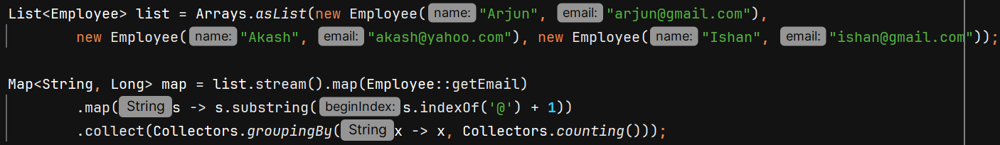 List<Employee> list = Arrays.asList(new Employee( name: "Arjun", email: "arjun@gmail.com"),
new Employee( name: "Akash", email: "akash@yahoo.com"), new Employee( name: "Ishan", email: "ishan@gmail.com"));
Map<String, Long> map = list.stream().map(Employee::getEmail)
.map( String s -> s.substring( beginIndex: s.indexOf('@') + 1))
.collect(Collectors.groupingBy( String x -> x, Collectors.counting()));